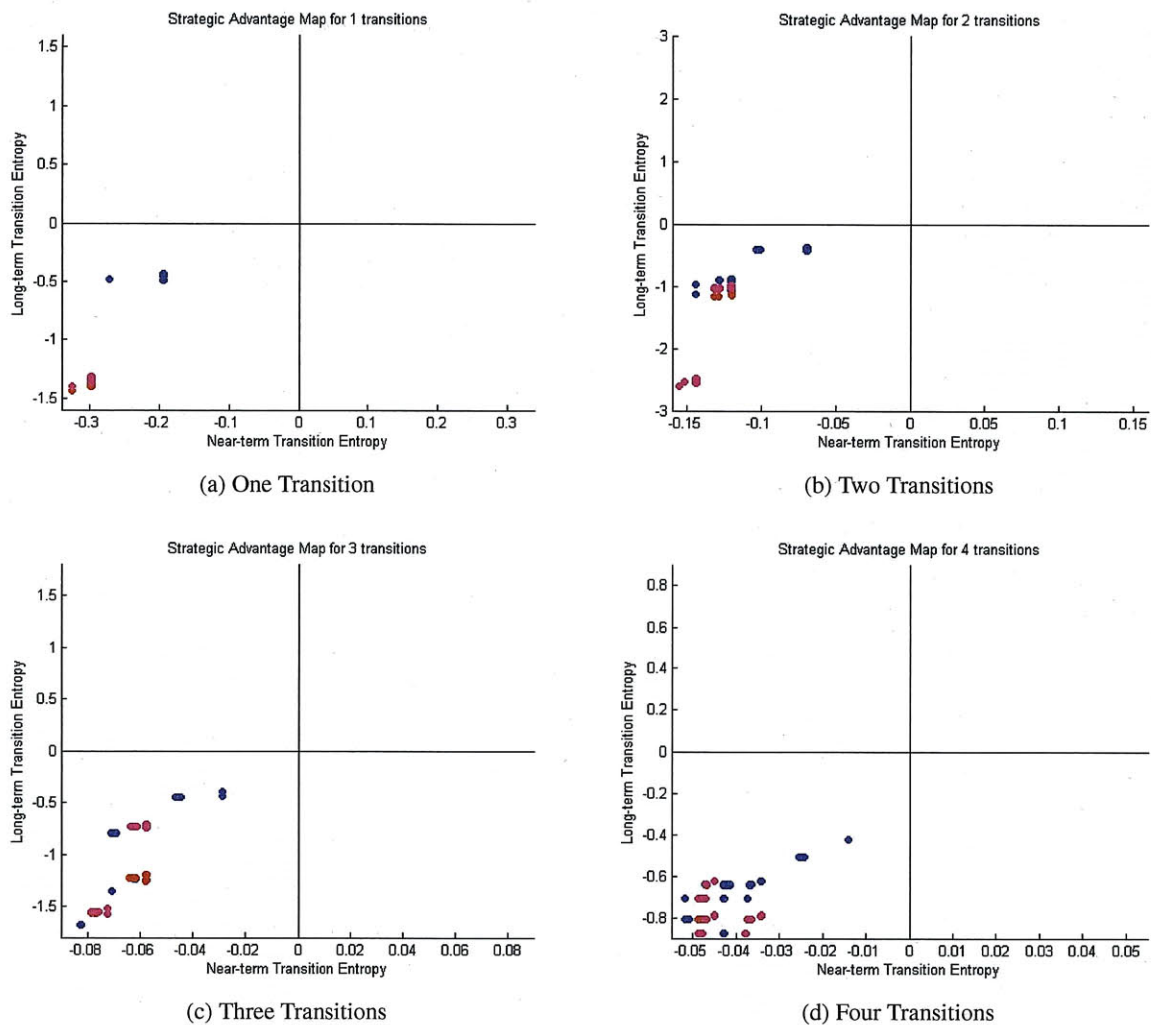 Strategic Advantage Map for 1 transitions
1.5
1
0.5
0
-0.5
-1
-1.5
Long-term Transition Entropy
-0.3 -0.2 -0.1 0 0.1 0.2 0.3
Near-term Transition Entropy
(a) One Transition
Strategic Advantage Map for 2 transitions
3
2
1
0
-1
-2
-3
Long-term Transition Entropy
-0.15 -0.1 -0.05 0 0.05 0.1 0.15
Near-term Transition Entropy
(b) Two Transitions
Strategic Advantage Map for 3 transitions
1.5
1
0.5
0
-0.5
-1
-1.5
Long-term Transition Entropy
-0.08 -0.06 -0.04 -0.02 0 0.02 0.04 0.06 0.08
Near-term Transition Entropy
(c) Three Transitions
Strategic Advantage Map for 4 transitions
0.8
0.6
0.4
0.2
0
-0.2
-0.4
-0.6
-0.8
Long-term Transition Entropy
-0.05 -0.04 -0.03 -0.02 -0.01 0 0.01 0.02 0.03 0.04 0.05
Near-term Transition Entropy
(d) Four Transitions